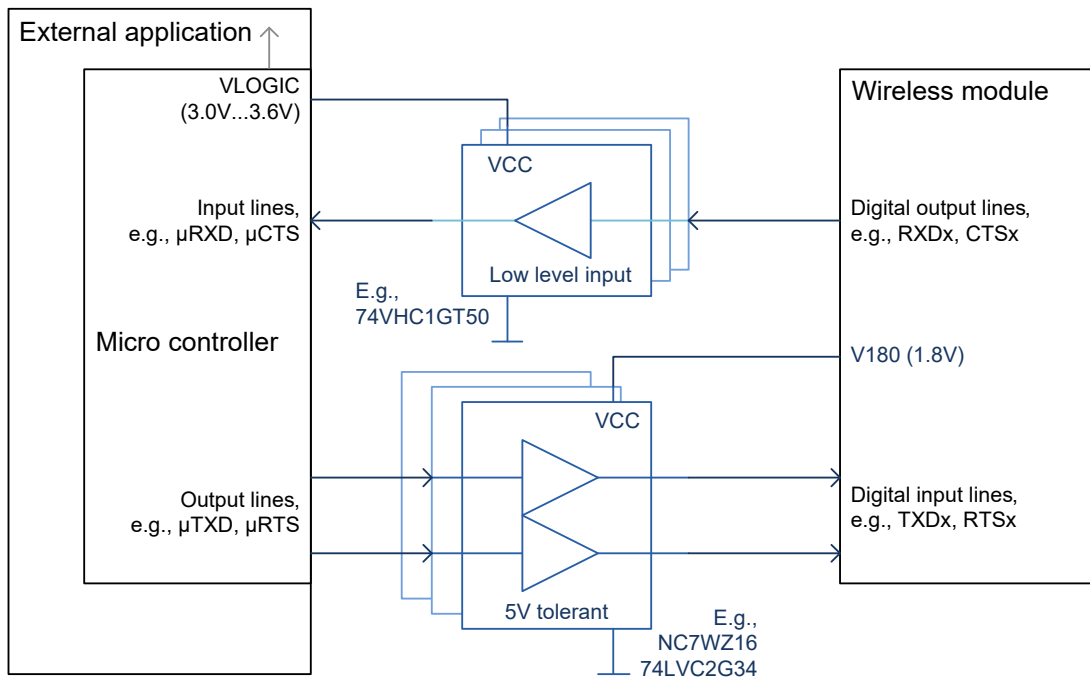 External application
VLOGIC
(3.0V...3.6V)
Wireless module
VCC
Input lines,
e.g., µRXD, µCTS
Digital output lines,
e.g., RXDx, CTSx
Low level input
E.g.,
74VHC1GT50
Micro controller
V180 (1.8V)
VCC
Output lines,
e.g., µTXD, µRTS
Digital input lines,
e.g., TXDx, RTSx
5V tolerant
E.g.,
NC7WZ16
74LVC2G34